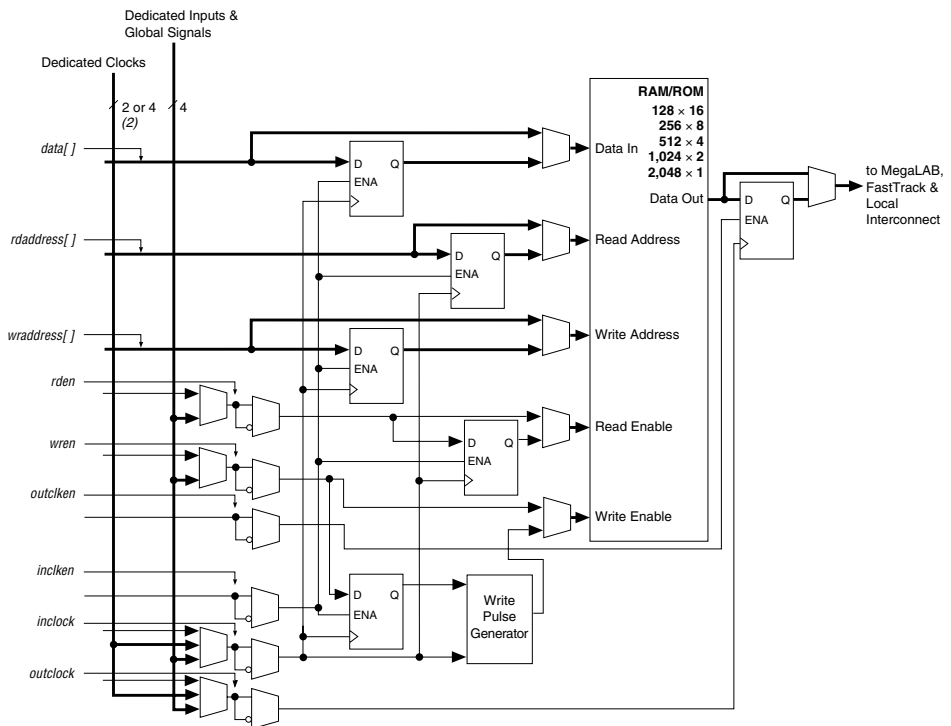 Dedicated Inputs &
Global Signals
Dedicated Clocks
2 or 4
(2)
4
RAM/ROM
128 × 16
256 × 8
512 × 4
1,024 × 2
2,048 × 1
data[ ]
D
Q
ENA
Data In
Data Out
D
Q
ENA
to MegaLAB,
FastTrack &
Local
Interconnect
rdaddress[ ]
D
Q
ENA
Read Address
wraddress[ ]
D
Q
ENA
Write Address
rden
D
Q
ENA
Read Enable
wren
outclken
Write Enable
inclken
D
Q
ENA
Write
Pulse
Generator
inclock
outclock